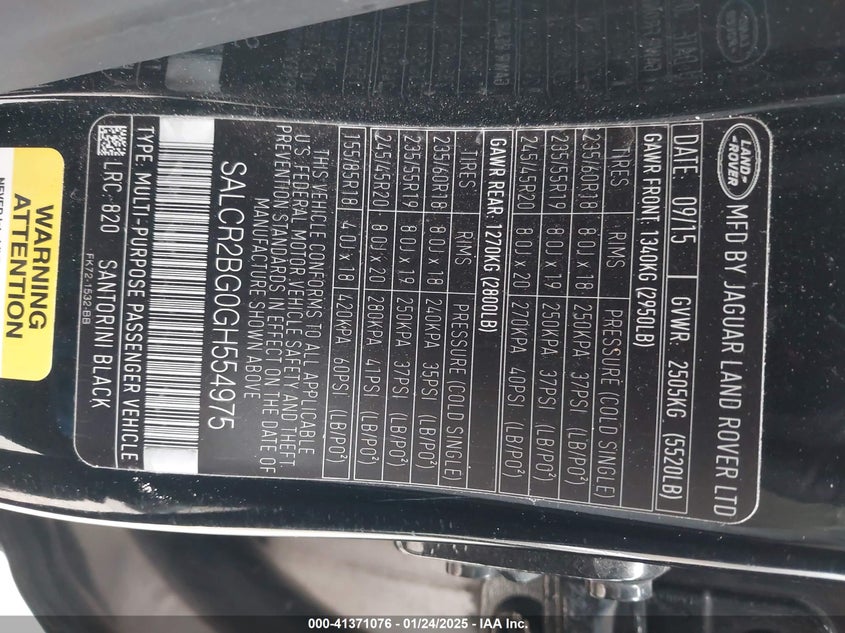 LAND
ROVER
MFD BY JAGUAR LAND ROVER LTD
DATE: 09/15 GVWR: 2505KG (5520LB)
GAWR FRONT: 1340KG (2950LB)
TIRES RIMS PRESSURE (COLD SINGLE)
235/60R18 8.0J x 18 250KPA 37PSI (LB/PO²)
235/55R19 8.0J x 19 250KPA 37PSI (LB/PO²)
245/45R20 8.0J x 20 270KPA 40PSI (LB/PO²)
GAWR REAR: 1270KG (2800LB)
TIRES RIMS PRESSURE (COLD SINGLE)
235/60R18 8.0J x 18 240KPA 35PSI (LB/PO²)
235/55R19 8.0J x 19 250KPA 37PSI (LB/PO²)
245/45R20 8.0J x 20 280KPA 41PSI (LB/PO²)
155/85R18 4.0J x 18 420KPA 60PSI (LB/PO²)
THIS VEHICLE CONFORMS TO ALL APPLICABLE
U.S. FEDERAL MOTOR VEHICLE SAFETY AND THEFT
PREVENTION STANDARDS IN EFFECT ON THE DATE OF
MANUFACTURE SHOWN ABOVE
SALCR2BG0GH554975
TYPE: MULTI-PURPOSE PASSENGER VEHICLE
LRC 820 SANTORINI BLACK
FK72-1532-BB
WARNING
ATTENTION
000-41371076 - 01/24/2025 - IAA Inc.